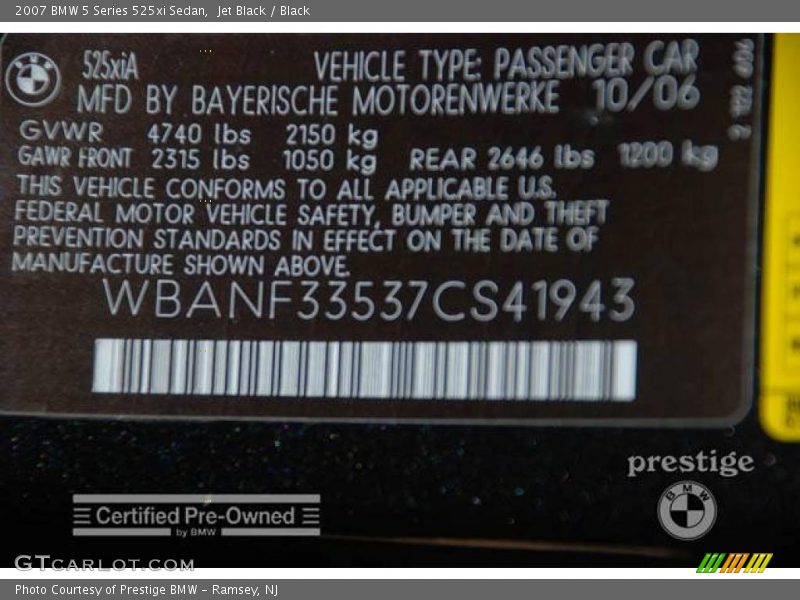 2007 BMW 5 Series 525xi Sedan, Jet Black / Black
525xiA
VEHICLE TYPE: PASSENGER CAR
MFD BY BAYERISCHE MOTORENWERKE 10/06
GVWR 4740 lbs 2150 kg
GAWR FRONT 2315 lbs 1050 kg REAR 2646 lbs 1200 kg
THIS VEHICLE CONFORMS TO ALL APPLICABLE U.S.
FEDERAL MOTOR VEHICLE SAFETY, BUMPER AND THEFT
PREVENTION STANDARDS IN EFFECT ON THE DATE OF
MANUFACTURE SHOWN ABOVE.
WBANF33537CS41943
prestige
BMW
Certified Pre-Owned
by BMW
GTCARLOT.COM
Photo Courtesy of Prestige BMW - Ramsey, NJ